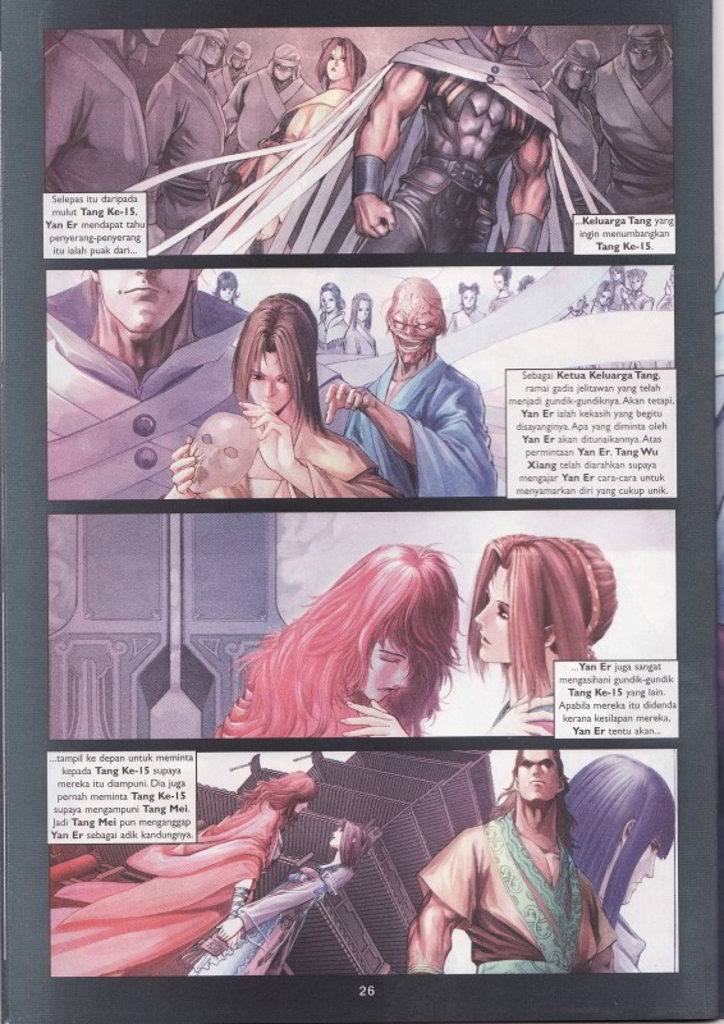 Selepas itu daripada
mulut Tang Ke-15,
Yan Er mendapat tahu
penyerang-penyerang
itu ialah puak dari...
...Keluarga Tang yang
ingin menumbangkan
Tang Ke-15.
Sebagai Ketua Keluarga Tang,
ramai gadis jelitawan yang telah
menjadi gundik-gundiknya. Akan tetapi,
Yan Er ialah kekasih yang begitu
disayanginya. Apa yang diminta oleh
Yan Er akan ditunaikannya. Atas
permintaan Yan Er, Tang Wu
Xiang telah diarahkan supaya
mengajar Yan Er cara-cara untuk
menyamarkan diri yang cukup unik.
...Yan Er juga sangat
mengasihani gundik-gundik
Tang Ke-15 yang lain.
Apabila mereka itu didenda
kerana kesilapan mereka,
Yan Er tentu akan...
...tampil ke depan untuk meminta
kepada Tang Ke-15 supaya
mereka itu diampuni. Dia juga
pernah meminta Tang Ke-15
supaya mengampuni Tang Mei.
Jadi Tang Mei pun menganggap
Yan Er sebagai adik kandungnya.
26